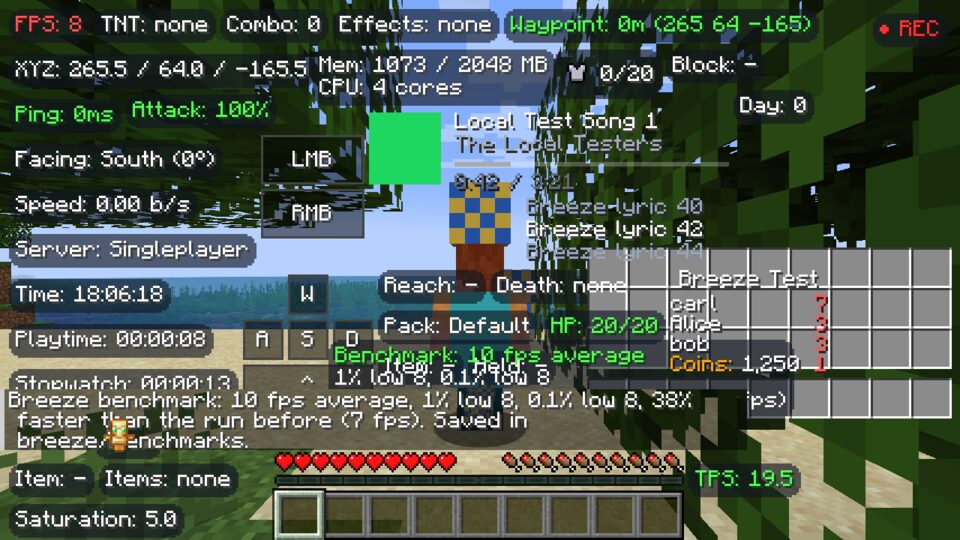 FPS: 8 TNT: none Combo: 0 Effects: none Waypoint: 0m (265 64 -165)
● REC
XYZ: 265.5 / 64.0 / -165.5
Mem: 1073 / 2048 MB
CPU: 4 cores
0/20
Block: -
Day: 0
Ping: 0ms
Attack: 100%
Local Test Song 1
The Local Testers
0:42 / 3:21
Facing: South (0°)
LMB
Speed: 0.00 b/s
RMB
Breeze lyric 40
Breeze lyric 42
Breeze lyric 44
Server: Singleplayer
Reach: - Death: none
Breeze Test
Time: 18:06:18
W
carl 7
Alice 3
bob 3
Coins: 1,250 1
Pack: Default
HP: 20/20
Playtime: 00:00:08
A S D
Benchmark: 10 fps average
1% low 8, 0.1% low 8
Item: - Held: -
Stopwatch: 00:00:13
^
Breeze benchmark: 10 fps average, 1% low 8, 0.1% low 8, 38%
faster than the run before (7 fps). Saved in
breeze/benchmarks.
fps)
Item: - Items: none
TPS: 19.5
Saturation: 5.0